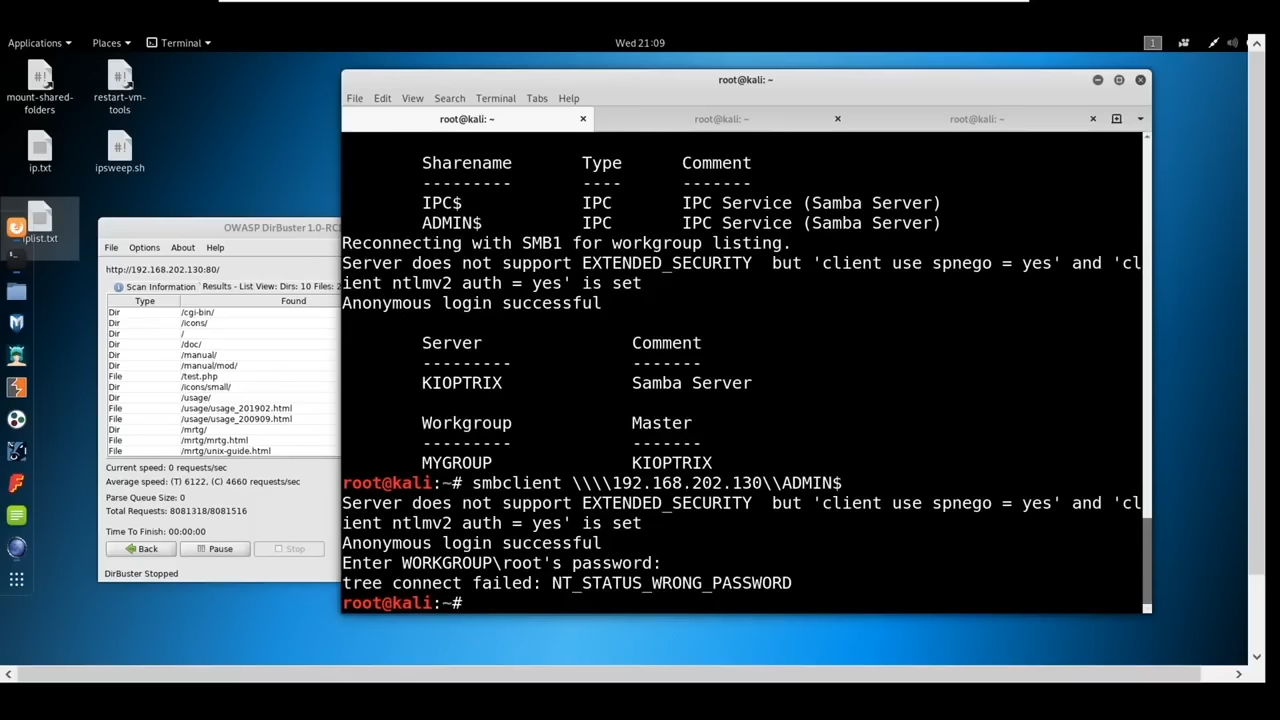 Applications Places Terminal Wed 21:09 1
mount-shared-folders
restart-vm-tools
ip.txt
ipsweep.sh
iplist.txt
OWASP DirBuster 1.0-RC
File Options About Help
http://192.168.202.130:80/
Scan Information Results - List View: Dirs: 10 Files:
Type Found
Dir /cgi-bin/
Dir /icons/
Dir /
Dir /doc/
Dir /manual/
Dir /manual/mod/
File /test.php
Dir /icons/small/
Dir /usage/
File /usage/usage_201902.html
File /usage/usage_200909.html
Dir /mrtg/
File /mrtg/mrtg.html
File /mrtg/unix-guide.html
Current speed: 0 requests/sec
Average speed: (T) 6122, (C) 4660 requests/sec
Parse Queue Size: 0
Total Requests: 8081318/8081516
Time To Finish: 00:00:00
Back Pause Stop
DirBuster Stopped
root@kali: ~
File Edit View Search Terminal Tabs Help
root@kali: ~ root@kali: ~ root@kali: ~
Sharename Type Comment
--------- ---- -------
IPC$ IPC IPC Service (Samba Server)
ADMIN$ IPC IPC Service (Samba Server)
Reconnecting with SMB1 for workgroup listing.
Server does not support EXTENDED_SECURITY  but 'client use spnego = yes' and 'cl
ient ntlmv2 auth = yes' is set
Anonymous login successful
Server Comment
--------- -------
KIOPTRIX Samba Server
Workgroup Master
--------- -------
MYGROUP KIOPTRIX
root@kali:~# smbclient \\\\192.168.202.130\\ADMIN$
Server does not support EXTENDED_SECURITY  but 'client use spnego = yes' and 'cl
ient ntlmv2 auth = yes' is set
Anonymous login successful
Enter WORKGROUP\root's password:
tree connect failed: NT_STATUS_WRONG_PASSWORD
root@kali:~#